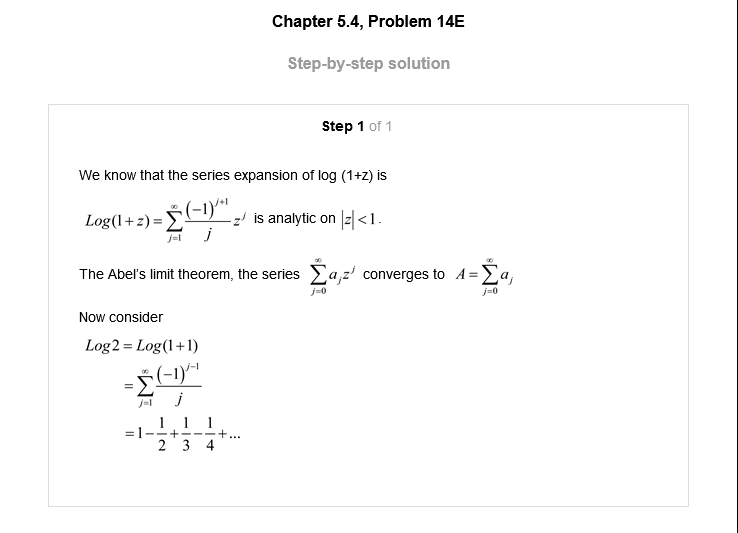 Chapter 5.4, Problem 14E
Step-by-step solution
Step 1 of 1
We know that the series expansion of log (1+z) is
Log(1+z) = \sum_{j=1}^{\infty} \frac{(-1)^{j+1}}{j} z^j is analytic on |z|<1.
The Abel's limit theorem, the series \sum_{j=0}^{\infty} a_j z^j converges to A = \sum_{j=0}^{\infty} a_j
Now consider
Log2 = Log(1+1)
= \sum_{j=1}^{\infty} \frac{(-1)^{j-1}}{j}
= 1 - \frac{1}{2} + \frac{1}{3} - \frac{1}{4} + ...